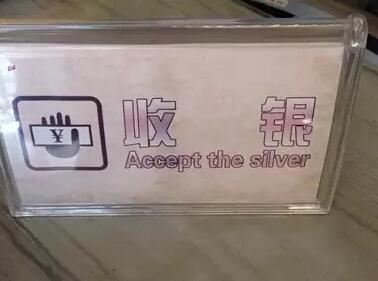 收 银
Accept the silver
¥